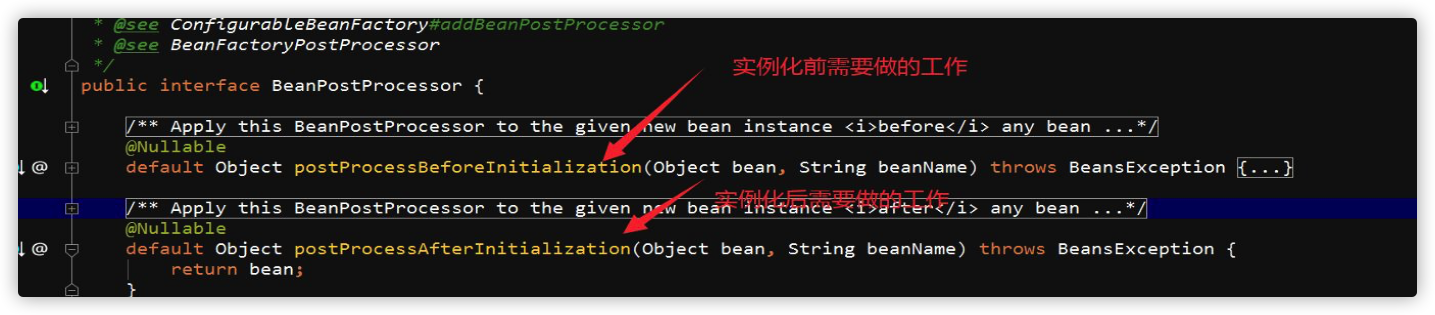 * @see ConfigurableBeanFactory#addBeanPostProcessor
* @see BeanFactoryPostProcessor
*/
实例化前需要做的工作
public interface BeanPostProcessor {
/** Apply this BeanPostProcessor to the given new bean instance <i>before</i> any bean ...*/
@Nullable
default Object postProcessBeforeInitialization(Object bean, String beanName) throws BeansException {...}
实例化后需要做的工作
/** Apply this BeanPostProcessor to the given new bean instance <i>after</i> any bean ...*/
@Nullable
default Object postProcessAfterInitialization(Object bean, String beanName) throws BeansException {
return bean;
}